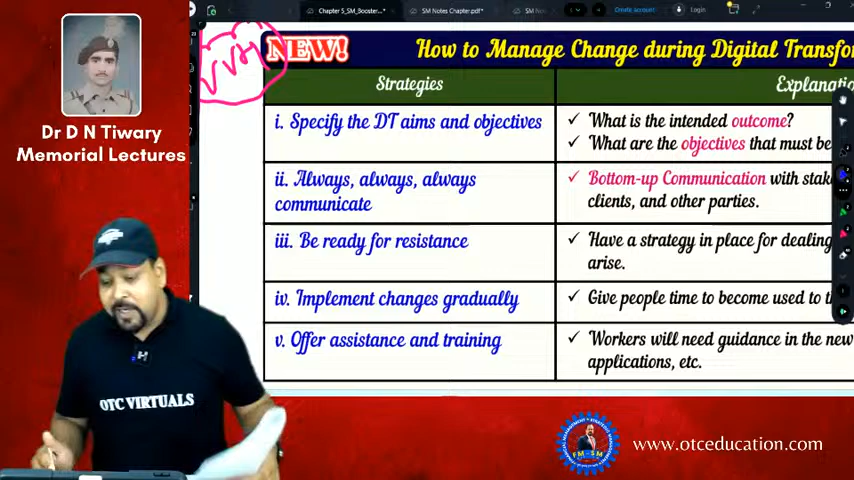 Chapter 5_SM_Booster...*
SM Notes Chapter.pdf*
SM No
Create account
Login
VVI
NEW!
How to Manage Change during Digital Transfor
Strategies
Explanatio
i. Specify the DT aims and objectives
✓ What is the intended outcome?
✓ What are the objectives that must be
ii. Always, always, always
communicate
✓ Bottom-up Communication with stak
clients, and other parties.
iii. Be ready for resistance
✓ Have a strategy in place for dealing
arise.
iv. Implement changes gradually
✓ Give people time to become used to t
v. Offer assistance and training
✓ Workers will need guidance in the new
applications, etc.
Dr D N Tiwary
Memorial Lectures
OTC VIRTUALS
FM-SM
www.otceducation.com